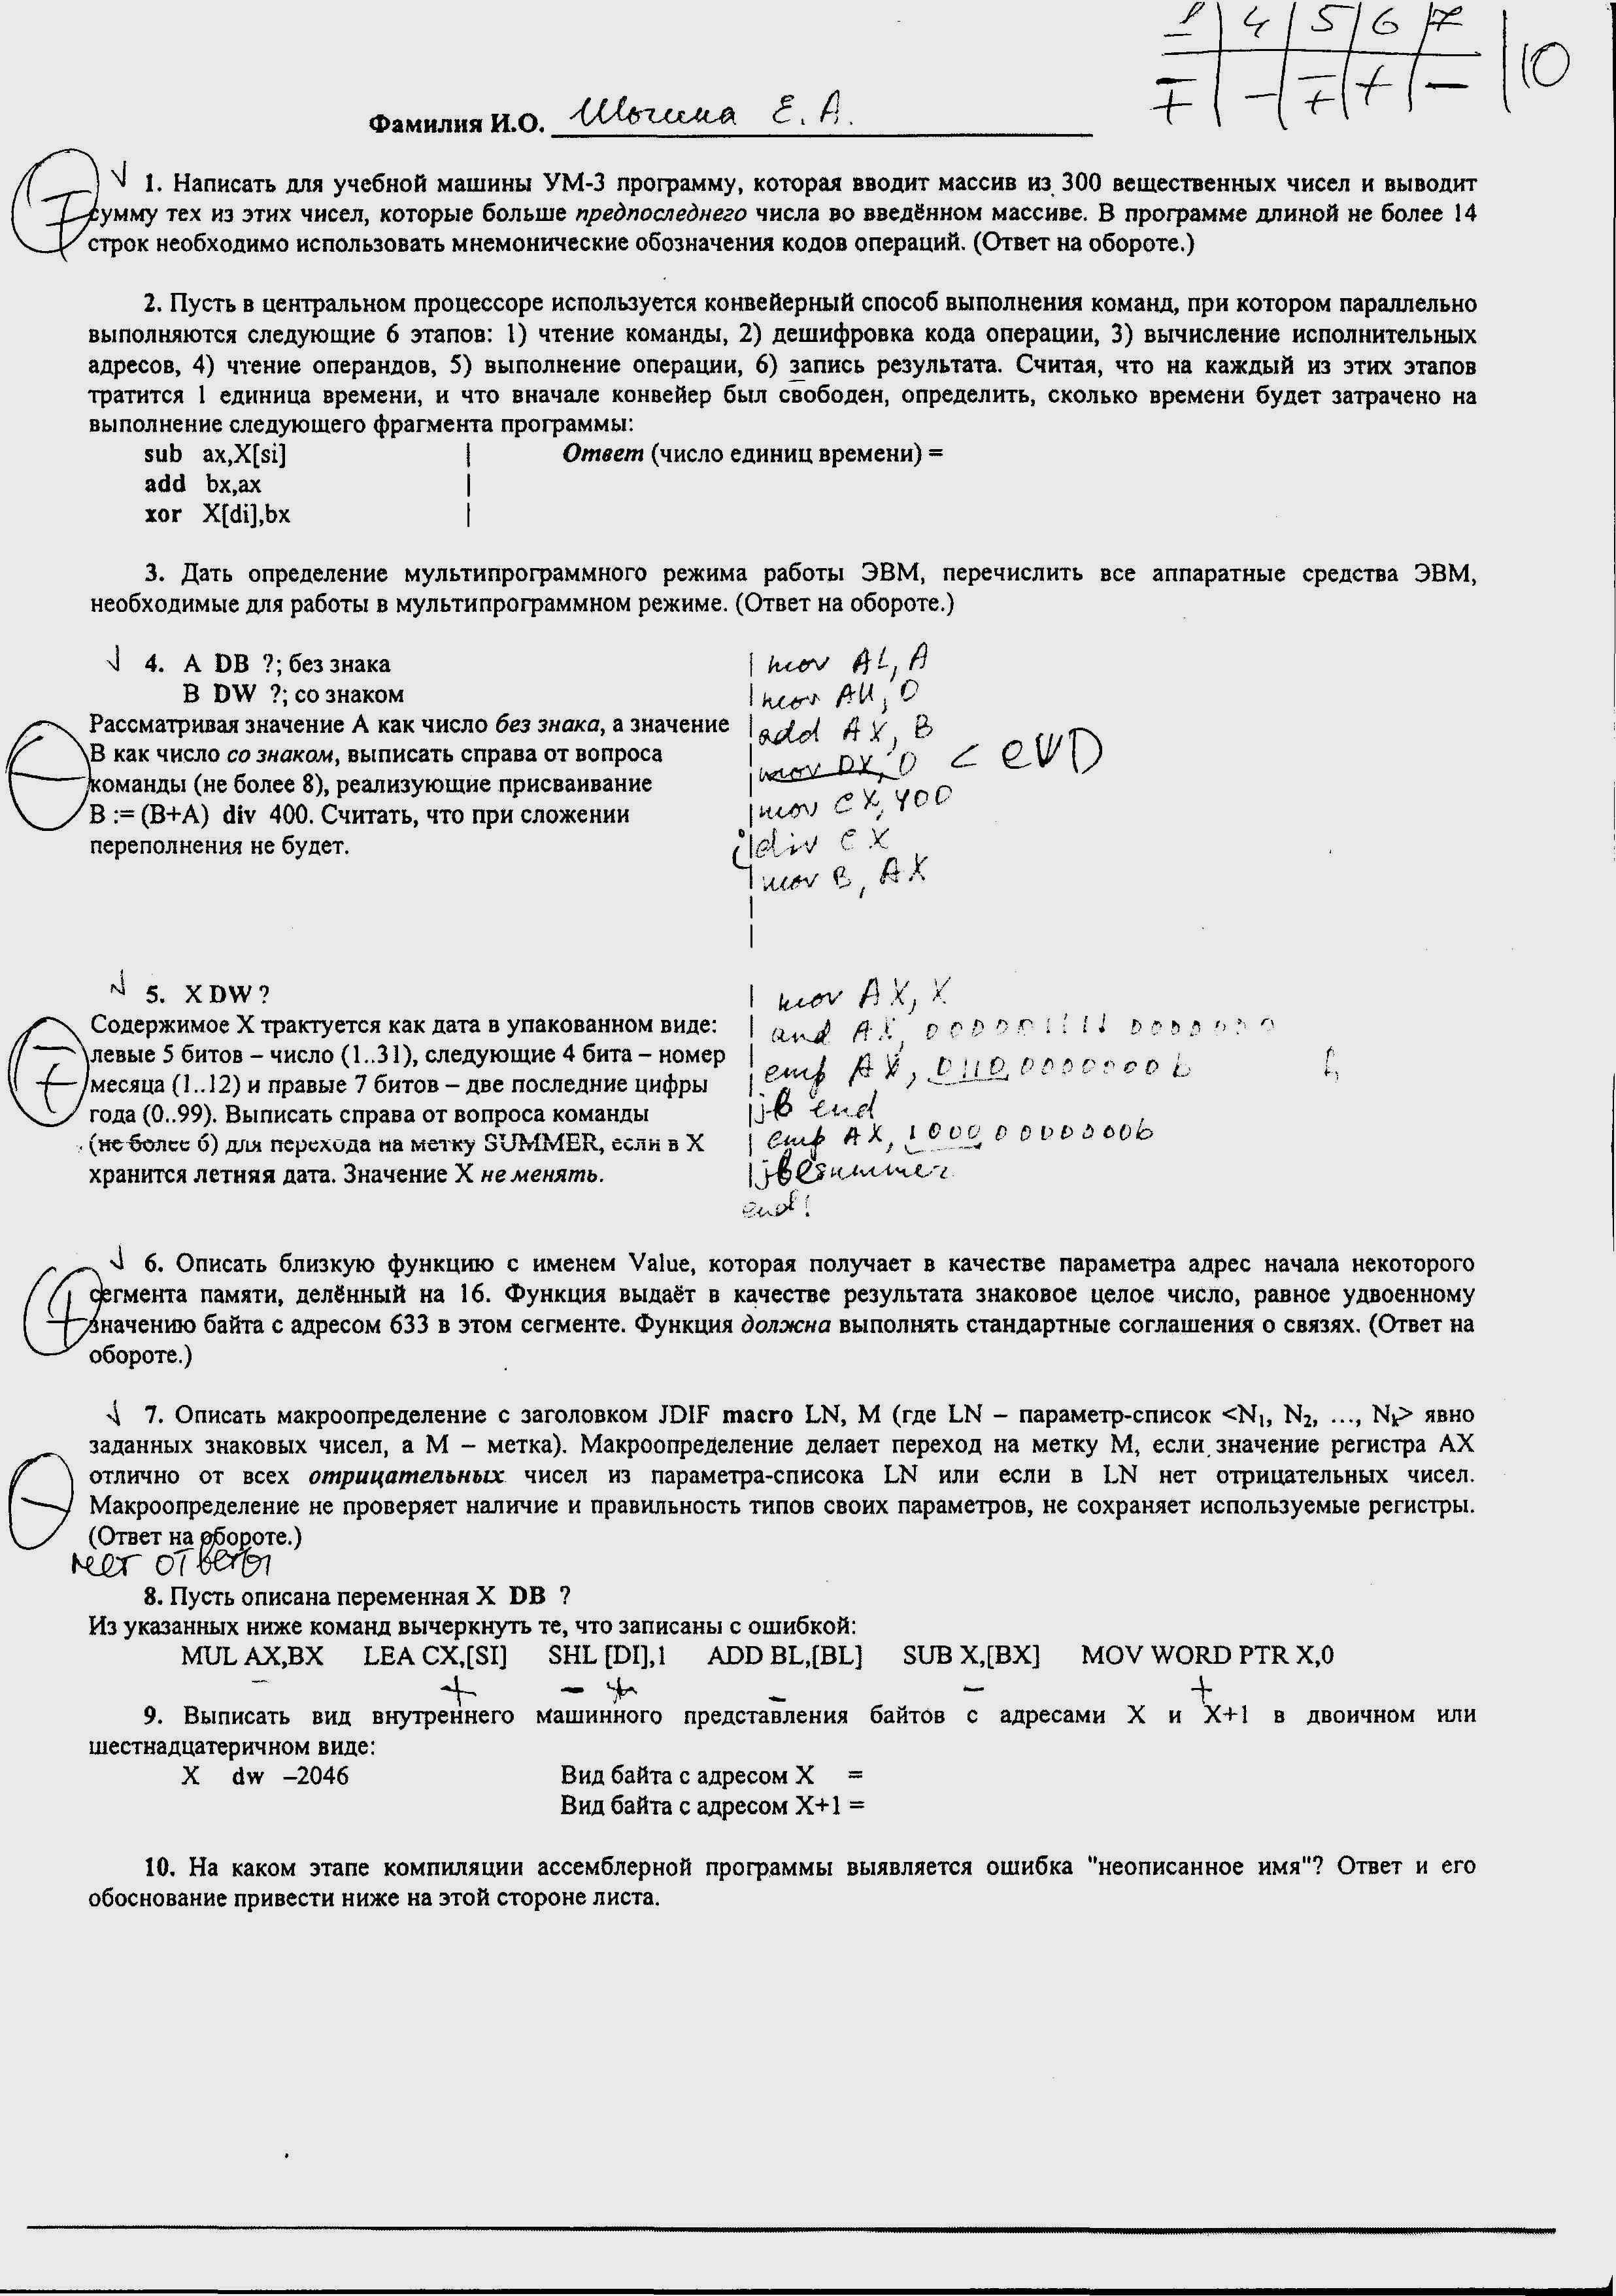 1 | 4 | 5 | 6 | 7 | 10
∓ | − | ∓ | + | −
Фамилия И.О. Шыгина Е. А.
1. Написать для учебной машины УМ-3 программу, которая вводит массив из 300 вещественных чисел и выводит
сумму тех из этих чисел, которые больше предпоследнего числа во введённом массиве. В программе длиной не более 14
строк необходимо использовать мнемонические обозначения кодов операций. (Ответ на обороте.)
2. Пусть в центральном процессоре используется конвейерный способ выполнения команд, при котором параллельно
выполняются следующие 6 этапов: 1) чтение команды, 2) дешифровка кода операции, 3) вычисление исполнительных
адресов, 4) чтение операндов, 5) выполнение операции, 6) запись результата. Считая, что на каждый из этих этапов
тратится 1 единица времени, и что вначале конвейер был свободен, определить, сколько времени будет затрачено на
выполнение следующего фрагмента программы:
sub ax,X[si] | Ответ (число единиц времени) =
add bx,ax |
xor X[di],bx |
3. Дать определение мультипрограммного режима работы ЭВМ, перечислить все аппаратные средства ЭВМ,
необходимые для работы в мультипрограммном режиме. (Ответ на обороте.)
4. A DB ?; без знака | mov AL, A
B DW ?; со знаком | mov AH, 0
Рассматривая значение А как число без знака, а значение | add AX, B
В как число со знаком, выписать справа от вопроса | mov DX, 0 < CWD
команды (не более 8), реализующие присваивание | mov CX, 400
B := (B+A) div 400. Считать, что при сложении | idiv CX
переполнения не будет. | mov B, AX
5. X DW ? | mov AX, X
Содержимое X трактуется как дата в упакованном виде: | and AX, 0000011110000000
левые 5 битов – число (1..31), следующие 4 бита – номер | cmp AX, 01100000000b
месяца (1..12) и правые 7 битов – две последние цифры | jb end
года (0..99). Выписать справа от вопроса команды | cmp AX, 10000000000b
(не более 6) для перехода на метку SUMMER, если в X | jbe summer
хранится летняя дата. Значение X не менять.
end:
6. Описать близкую функцию с именем Value, которая получает в качестве параметра адрес начала некоторого
сегмента памяти, делённый на 16. Функция выдаёт в качестве результата знаковое целое число, равное удвоенному
значению байта с адресом 633 в этом сегменте. Функция должна выполнять стандартные соглашения о связях. (Ответ на
обороте.)
7. Описать макроопределение с заголовком JDIF macro LN, M (где LN – параметр-список <N1, N2, ..., Nk> явно
заданных знаковых чисел, а M – метка). Макроопределение делает переход на метку M, если значение регистра AX
отлично от всех отрицательных чисел из параметра-списока LN или если в LN нет отрицательных чисел.
Макроопределение не проверяет наличие и правильность типов своих параметров, не сохраняет используемые регистры.
(Ответ на обороте.)
нет ответа
8. Пусть описана переменная X DB ?
Из указанных ниже команд вычеркнуть те, что записаны с ошибкой:
MUL AX,BX LEA CX,[SI] SHL [DI],1 ADD BL,[BL] SUB X,[BX] MOV WORD PTR X,0
− + − + − − +
9. Выписать вид внутреннего машинного представления байтов с адресами X и X+1 в двоичном или
шестнадцатеричном виде:
X dw –2046 Вид байта с адресом X =
Вид байта с адресом X+1 =
10. На каком этапе компиляции ассемблерной программы выявляется ошибка "неописанное имя"? Ответ и его
обоснование привести ниже на этой стороне листа.